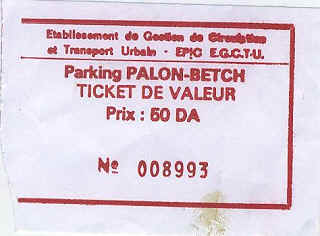 Etablissement de Gestion de Circulation
et Transport Urbain - EPIC E.G.C.T.U.
Parking PALON-BETCH
TICKET DE VALEUR
Prix : 50 DA
Nº 008993